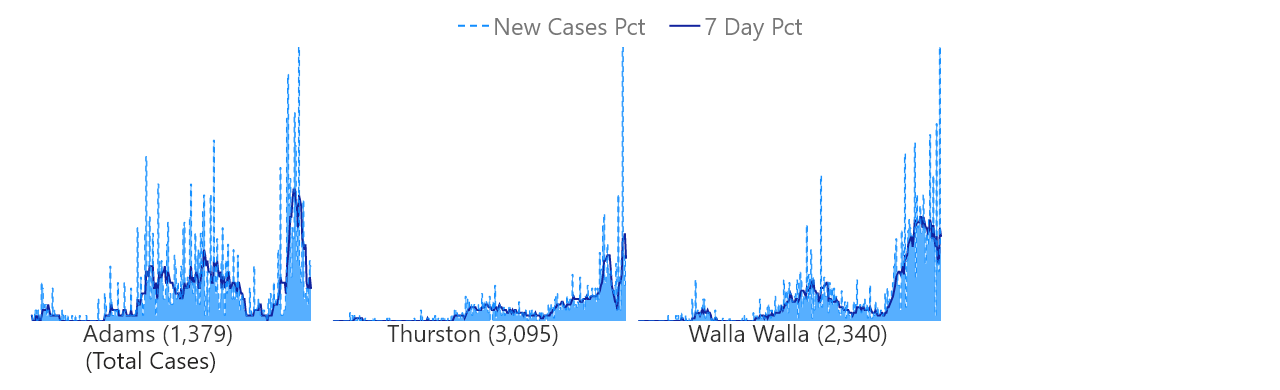 New Cases Pct 7 Day Pct
Adams (1,379) Thurston (3,095) Walla Walla (2,340)
(Total Cases)